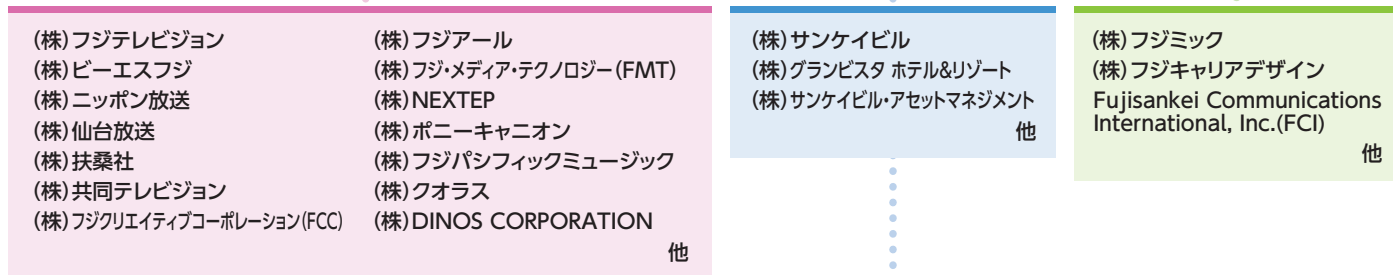 (株)フジテレビジョン
(株)ビーエスフジ
(株)ニッポン放送
(株)仙台放送
(株)扶桑社
(株)共同テレビジョン
(株)フジクリエイティブコーポレーション(FCC)
(株)フジアール
(株)フジ・メディア・テクノロジー(FMT)
(株)NEXTEP
(株)ポニーキャニオン
(株)フジパシフィックミュージック
(株)クオラス
(株)DINOS CORPORATION
他
(株)サンケイビル
(株)グランビスタ ホテル&リゾート
(株)サンケイビル・アセットマネジメント
他
(株)フジミック
(株)フジキャリアデザイン
Fujisankei Communications
International, Inc.(FCI)
他